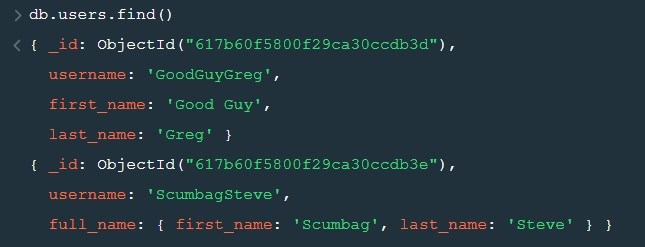 > db.users.find()
< { _id: ObjectId("617b60f5800f29ca30ccdb3d"),
username: 'GoodGuyGreg',
first_name: 'Good Guy',
last_name: 'Greg' }
{ _id: ObjectId("617b60f5800f29ca30ccdb3e"),
username: 'ScumbagSteve',
full_name: { first_name: 'Scumbag', last_name: 'Steve' } }